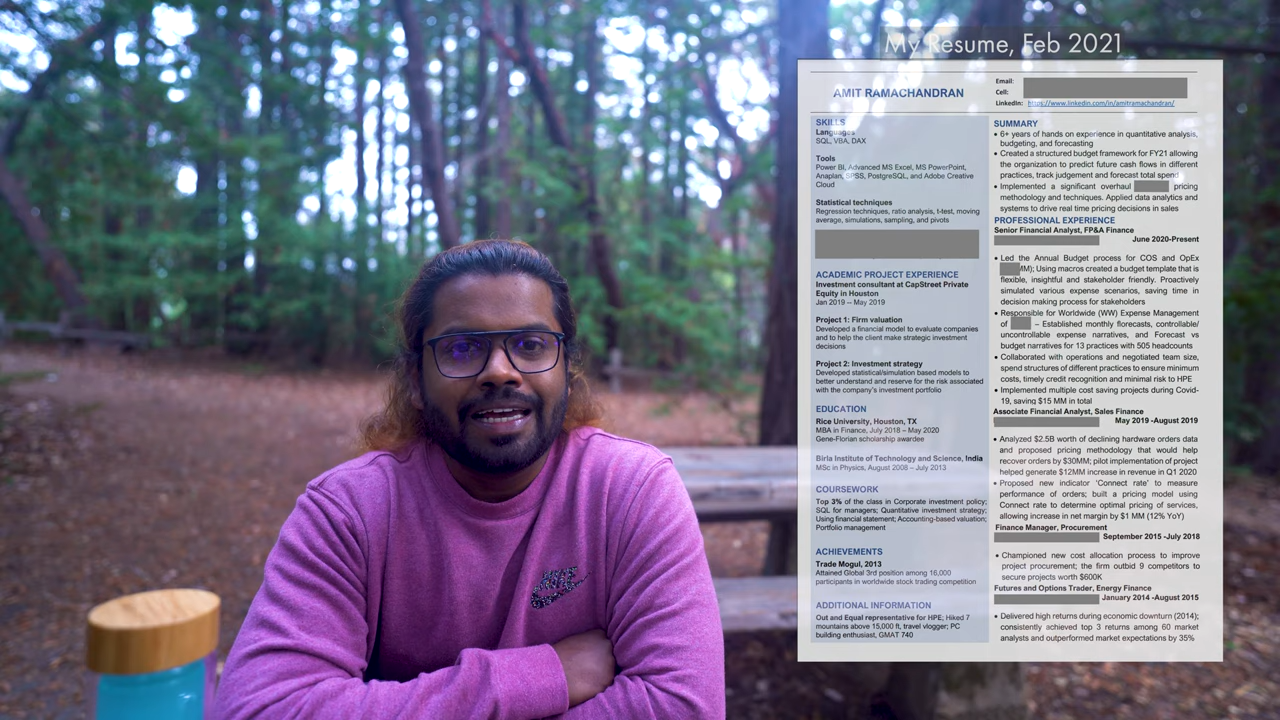 My Resume, Feb 2021
AMIT RAMACHANDRAN
Email:
Cell:
LinkedIn: https://www.linkedin.com/in/amitramachandran/
SKILLS
Languages
SQL, VBA, DAX
Tools
Power BI, Advanced MS Excel, MS PowerPoint,
Anaplan, SPSS, PostgreSQL, and Adobe Creative
Cloud
Statistical techniques
Regression techniques, ratio analysis, t-test, moving
average, simulations, sampling, and pivots
ACADEMIC PROJECT EXPERIENCE
Investment consultant at CapStreet Private
Equity in Houston
Jan 2019 -- May 2019
Project 1: Firm valuation
Developed a financial model to evaluate companies
and to help the client make strategic investment
decisions
Project 2: Investment strategy
Developed statistical/simulation based models to
better understand and reserve for the risk associated
with the company's investment portfolio
EDUCATION
Rice University, Houston, TX
MBA in Finance, July 2018 – May 2020
Gene-Florian scholarship awardee
Birla Institute of Technology and Science, India
MSc in Physics, August 2008 - July 2013
COURSEWORK
Top 3% of the class in Corporate investment policy;
SQL for managers; Quantitative investment strategy;
Using financial statement; Accounting-based valuation;
Portfolio management
ACHIEVEMENTS
Trade Mogul, 2013
Attained Global 3rd position among 16,000
participants in worldwide stock trading competition
ADDITIONAL INFORMATION
Out and Equal representative for HPE; Hiked 7
mountains above 15,000 ft, travel vlogger; PC
building enthusiast, GMAT 740
SUMMARY
• 6+ years of hands on experience in quantitative analysis,
budgeting, and forecasting
• Created a structured budget framework for FY21 allowing
the organization to predict future cash flows in different
practices, track judgement and forecast total spend
• Implemented a significant overhaul pricing
methodology and techniques. Applied data analytics and
systems to drive real time pricing decisions in sales
PROFESSIONAL EXPERIENCE
Senior Financial Analyst, FP&A Finance
June 2020-Present
• Led the Annual Budget process for COS and OpEx
MM); Using macros created a budget template that is
flexible, insightful and stakeholder friendly. Proactively
simulated various expense scenarios, saving time in
decision making process for stakeholders
• Responsible for Worldwide (WW) Expense Management
of – Established monthly florecasts, controllable/
uncontrollable expense narratives, and Forecast vs
budget narratives for 13 practices with 505 headcounts
• Collaborated with operations and negotiated team size,
spend structures of different practices to ensure minimum
costs, timely credit recognition and minimal risk to HPE
• Implemented multiple cost saving projects during Covid-
19, saving $15 MM in total
Associate Financial Analyst, Sales Finance
May 2019 -August 2019
• Analyzed $2.5B worth of declining hardware orders data
and proposed pricing methodology that would help
recover orders by $30MM; pilot implementation of project
helped generate $12MM increase in revenue in Q1 2020
• Proposed new indicator 'Connect rate' to measure
performance of orders; built a pricing model using
Connect rate to determine optimal pricing of services,
allowing increase in net margin by $1 MM (12% YoY)
Finance Manager, Procurement
September 2015 -July 2018
• Championed new cost allocation process to improve
project procurement; the firm outbid 9 competitors to
secure projects worth $600K
Futures and Options Trader, Energy Finance
January 2014 -August 2015
• Delivered high returns during economic downturn (2014);
consistently achieved top 3 returns among 60 market
analysts and outperformed market expectations by 35%